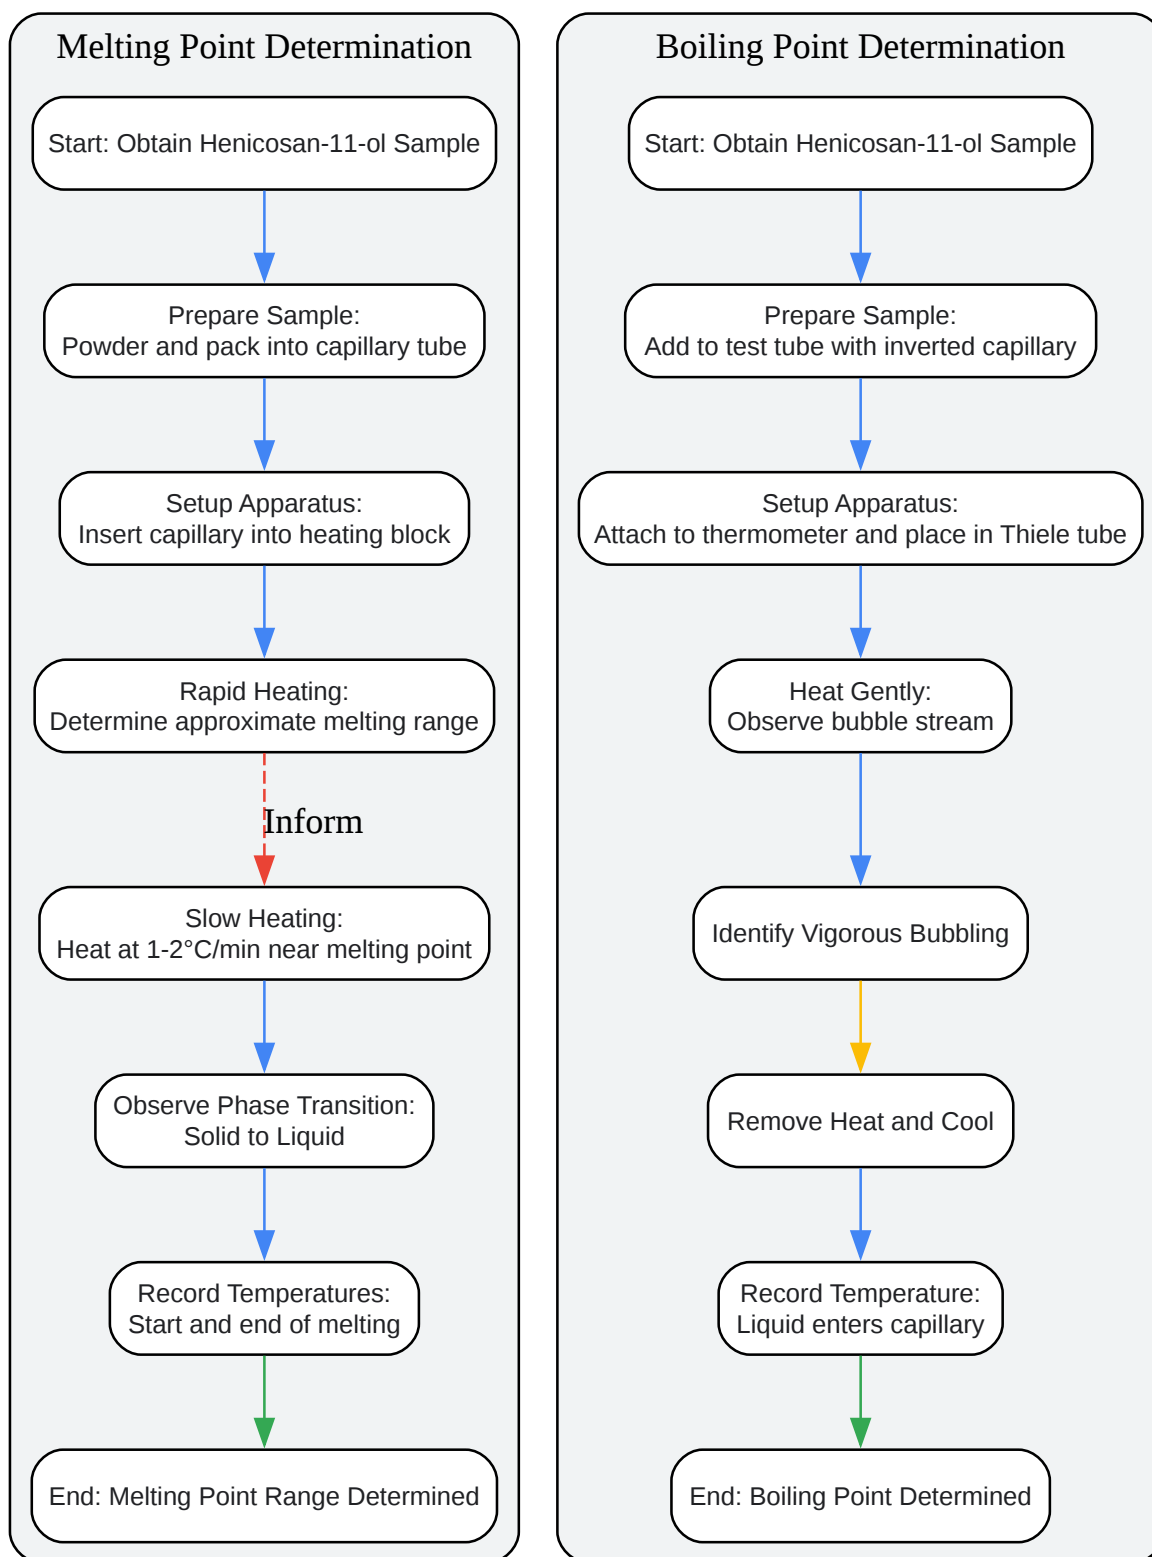 Melting Point Determination
Start: Obtain Henicosan-11-ol Sample
Prepare Sample:
Powder and pack into capillary tube
Setup Apparatus:
Insert capillary into heating block
Rapid Heating:
Determine approximate melting range
Inform
Slow Heating:
Heat at 1-2°C/min near melting point
Observe Phase Transition:
Solid to Liquid
Record Temperatures:
Start and end of melting
End: Melting Point Range Determined
Boiling Point Determination
Start: Obtain Henicosan-11-ol Sample
Prepare Sample:
Add to test tube with inverted capillary
Setup Apparatus:
Attach to thermometer and place in Thiele tube
Heat Gently:
Observe bubble stream
Identify Vigorous Bubbling
Remove Heat and Cool
Record Temperature:
Liquid enters capillary
End: Boiling Point Determined